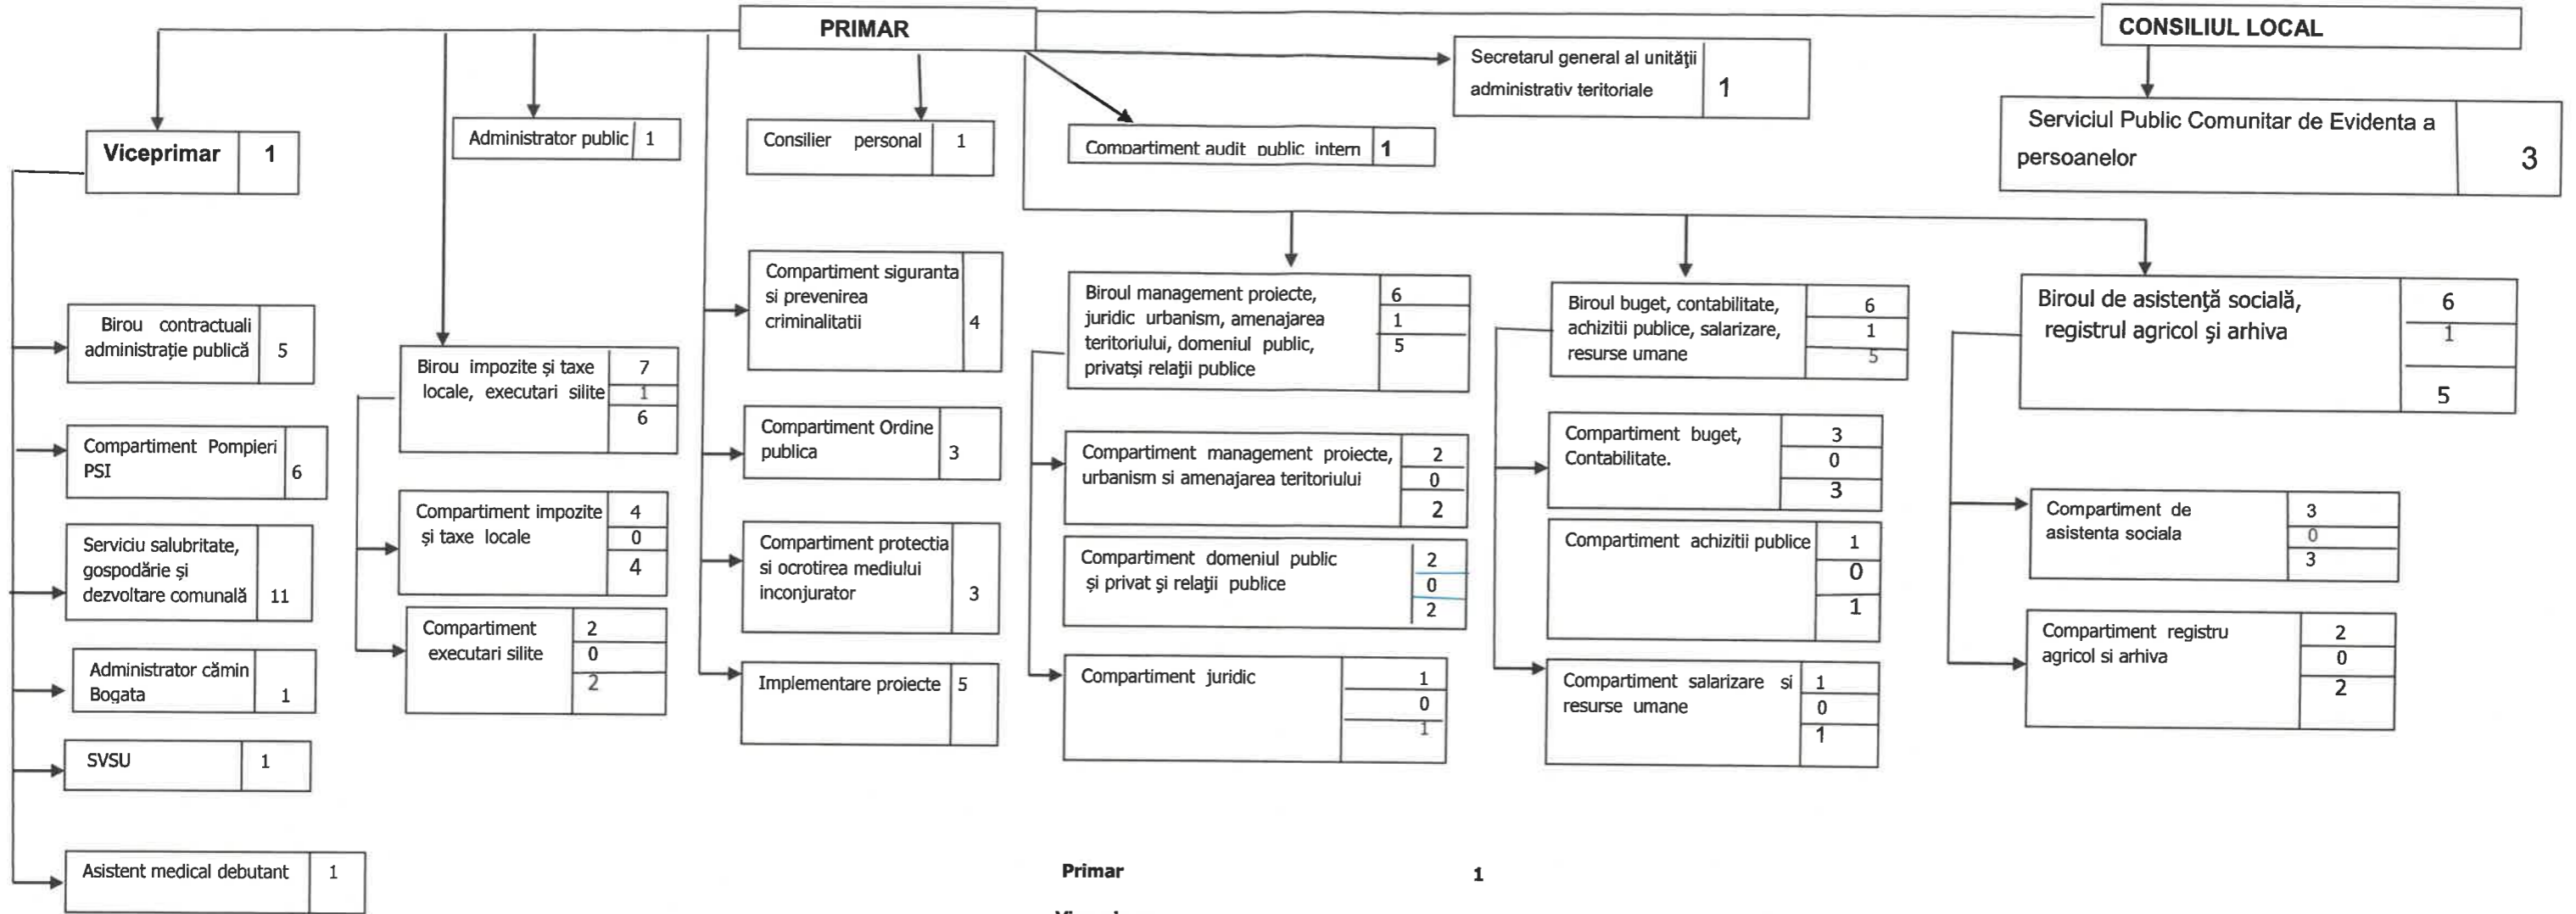 PRIMAR
CONSILIUL LOCAL
Secretarul general al unităţii
administrativ teritoriale
1
Serviciul Public Comunitar de Evidenta a
persoanelor
3
Viceprimar 1
Administrator public 1
Consilier personal 1
Compartiment audit public intern 1
Birou contractuali
administrație publică 5
Compartiment Pompieri
PSI 6
Serviciu salubritate,
gospodărie și
dezvoltare comunală 11
Administrator cămin
Bogata 1
SVSU 1
Asistent medical debutant 1
Birou impozite și taxe
locale, executari silite
7
1
6
Compartiment impozite
și taxe locale
4
0
4
Compartiment
executari silite
2
0
2
Compartiment siguranta
si prevenirea
criminalitatii 4
Compartiment Ordine
publica 3
Compartiment protectia
si ocrotirea mediului
inconjurator 3
Implementare proiecte 5
Biroul management proiecte,
juridic urbanism, amenajarea
teritoriului, domeniul public,
privatși relaţii publice
6
1
5
Compartiment management proiecte,
urbanism si amenajarea teritoriului
2
0
2
Compartiment domeniul public
și privat şi relaţii publice
2
0
2
Compartiment juridic
1
0
1
Biroul buget, contabilitate,
achizitii publice, salarizare,
resurse umane
6
1
5
Compartiment buget,
Contabilitate.
3
0
3
Compartiment achizitii publice
1
0
1
Compartiment salarizare si
resurse umane
1
0
1
Biroul de asistenţă socială,
registrul agricol şi arhiva
6
1
5
Compartiment de
asistenta sociala
3
0
3
Compartiment registru
agricol si arhiva
2
0
2
Primar 1